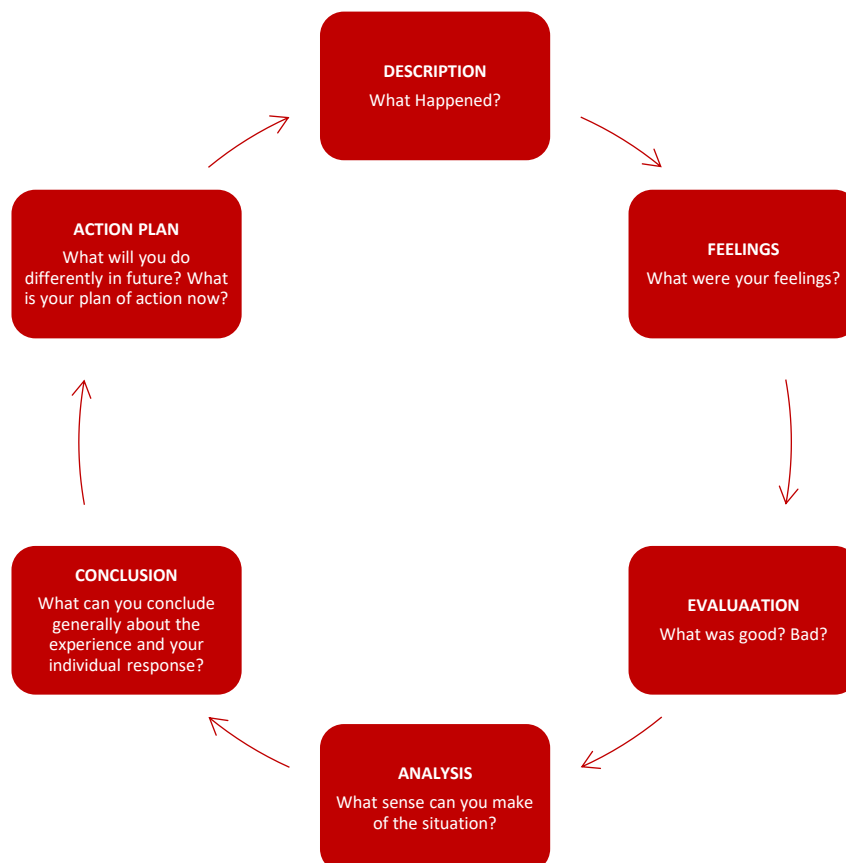 DESCRIPTION
What Happened?
FEELINGS
What were your feelings?
EVALUAATION
What was good? Bad?
ANALYSIS
What sense can you make
of the situation?
CONCLUSION
What can you conclude
generally about the
experience and your
individual response?
ACTION PLAN
What will you do
differently in future? What
is your plan of action now?